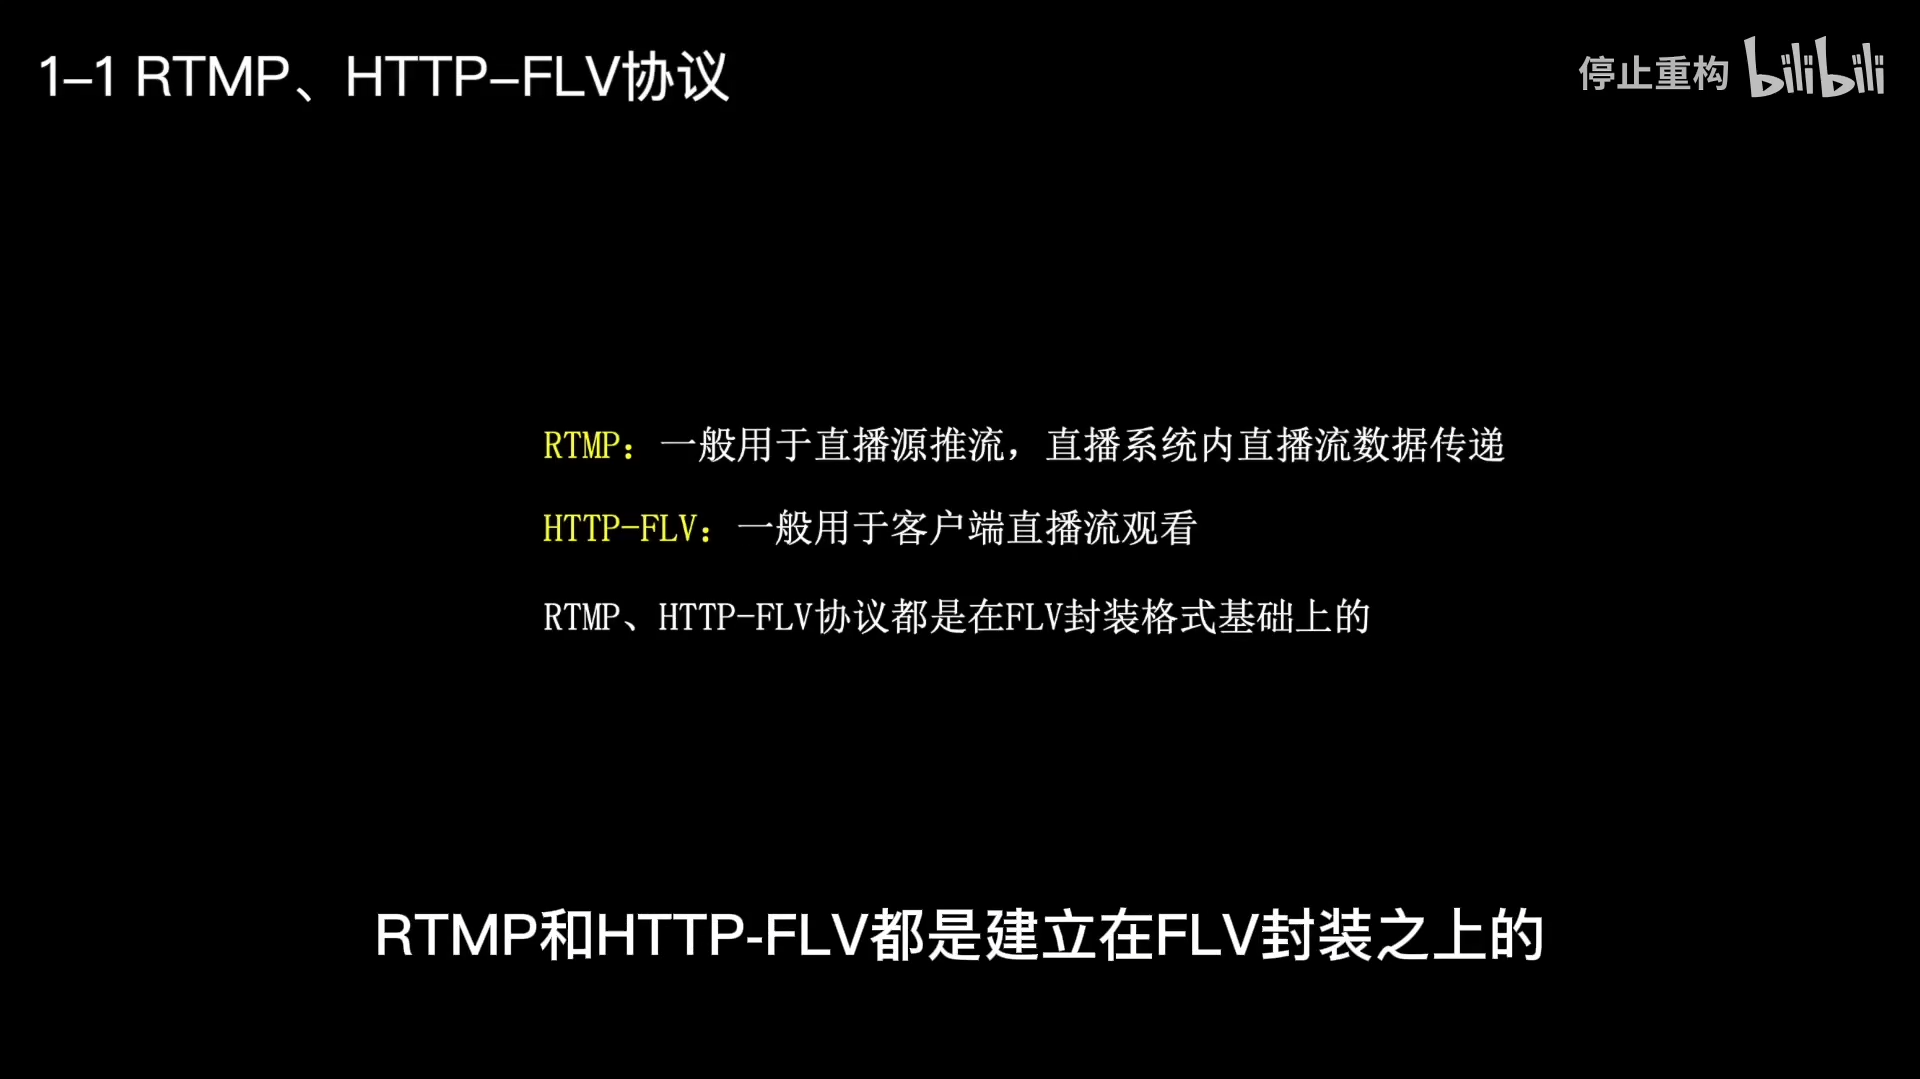 1-1 RTMP、HTTP-FLV协议
停止重构 bilibili
RTMP：一般用于直播源推流，直播系统内直播流数据传递
HTTP-FLV：一般用于客户端直播流观看
RTMP、HTTP-FLV协议都是在FLV封装格式基础上的
RTMP和HTTP-FLV都是建立在FLV封装之上的